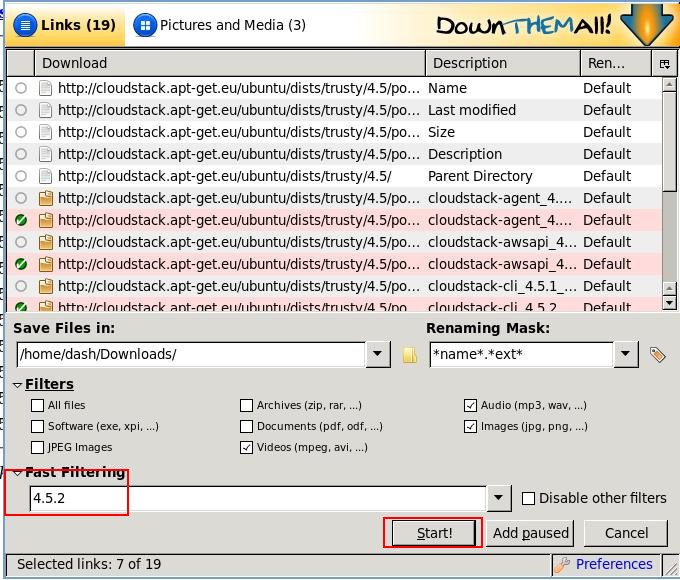 Links (19) Pictures and Media (3) DownThemAll!
Download Description Ren...
http://cloudstack.apt-get.eu/ubuntu/dists/trusty/4.5/po... Name Default
http://cloudstack.apt-get.eu/ubuntu/dists/trusty/4.5/po... Last modified Default
http://cloudstack.apt-get.eu/ubuntu/dists/trusty/4.5/po... Size Default
http://cloudstack.apt-get.eu/ubuntu/dists/trusty/4.5/po... Description Default
http://cloudstack.apt-get.eu/ubuntu/dists/trusty/4.5/ Parent Directory Default
http://cloudstack.apt-get.eu/ubuntu/dists/trusty/4.5/po... cloudstack-agent_4.... Default
http://cloudstack.apt-get.eu/ubuntu/dists/trusty/4.5/po... cloudstack-agent_4.... Default
http://cloudstack.apt-get.eu/ubuntu/dists/trusty/4.5/po... cloudstack-awsapi_4... Default
http://cloudstack.apt-get.eu/ubuntu/dists/trusty/4.5/po... cloudstack-awsapi_4... Default
http://cloudstack.apt-get.eu/ubuntu/dists/trusty/4.5/po... cloudstack-cli_4.5.1_... Default
http://cloudstack.apt-get.eu/ubuntu/dists/trusty/4.5/po... cloudstack-cli_4.5.2_... Default
Save Files in: Renaming Mask:
/home/dash/Downloads/ *name*.*ext*
Filters
All files Archives (zip, rar, ...) Audio (mp3, wav, ...)
Software (exe, xpi, ...) Documents (pdf, odf, ...) Images (jpg, png, ...)
JPEG Images Videos (mpeg, avi, ...)
Fast Filtering
4.5.2 Disable other filters
Start! Add paused Cancel
Selected links: 7 of 19 Preferences